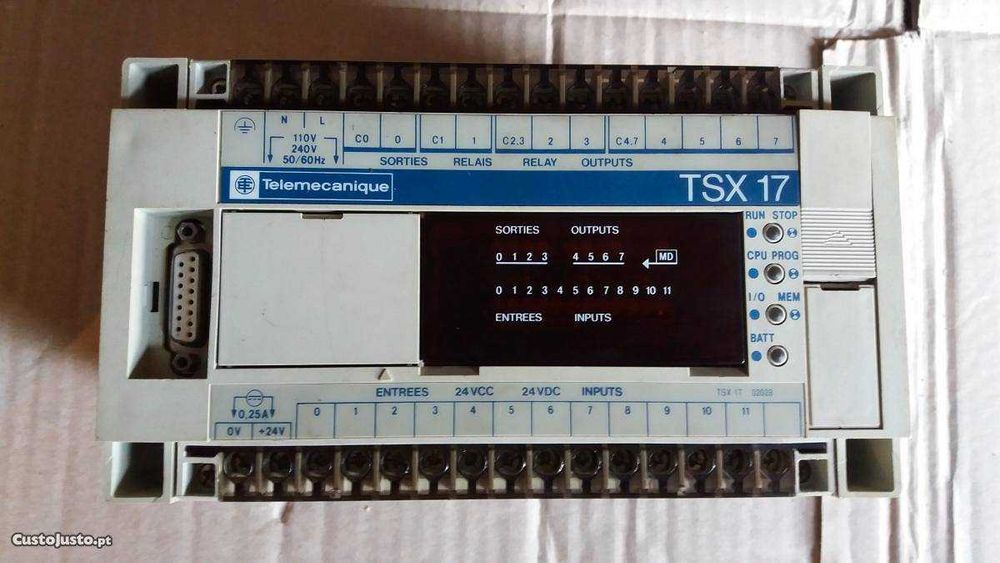 N L
110V
240V
50/60Hz
C0 0 C1 1 C2.3 2 3 C4.7 4 5 6 7
SORTIES RELAIS RELAY OUTPUTS
Telemecanique
TSX 17
RUN STOP
SORTIES OUTPUTS
0 1 2 3 4 5 6 7 MD
CPU PROG
0 1 2 3 4 5 6 7 8 9 10 11
I/O MEM
ENTREES INPUTS
BATT
ENTREES 24VCC 24VDC INPUTS
TSX 17 02028
0,25A
0 1 2 3 4 5 6 7 8 9 10 11
0V +24V
CustoJusto.pt